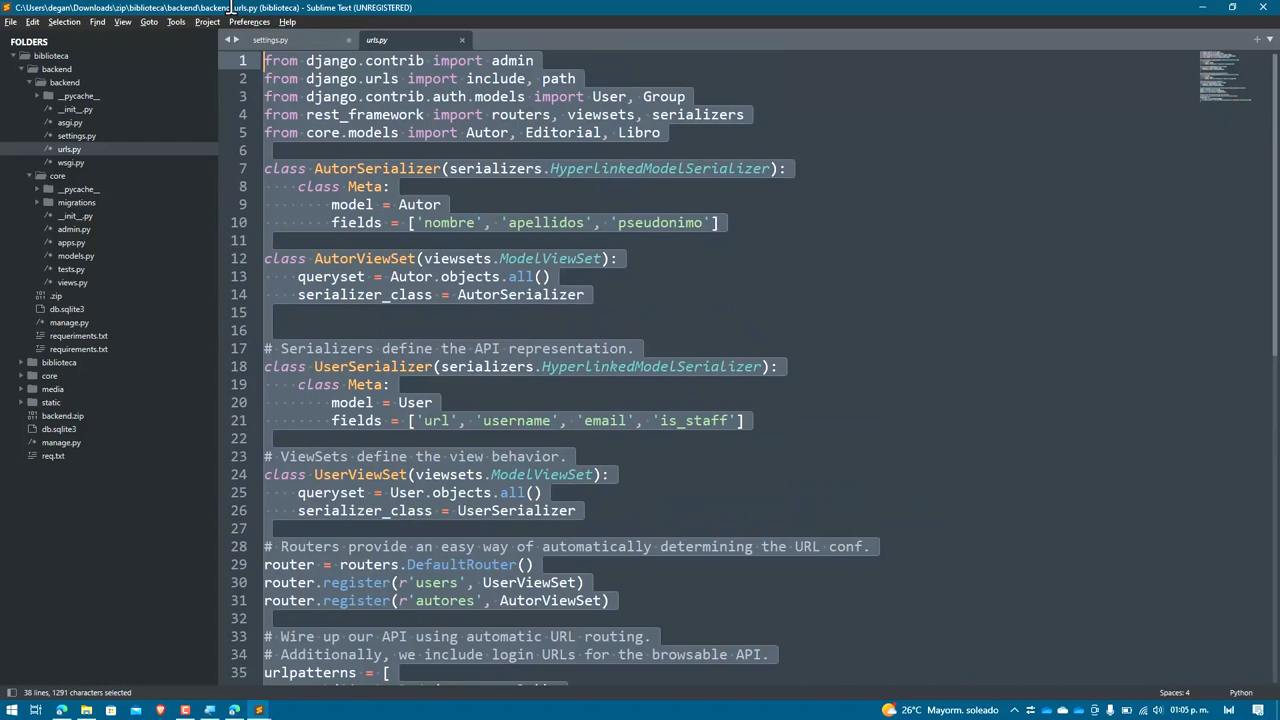 C:\Users\degan\Downloads\zip\biblioteca\backend\backend\urls.py (biblioteca) - Sublime Text (UNREGISTERED)
File Edit Selection Find View Goto Tools Project Preferences Help
FOLDERS
biblioteca
backend
backend
__pycache__
__init__.py
asgi.py
settings.py
urls.py
wsgi.py
core
__pycache__
migrations
__init__.py
admin.py
apps.py
models.py
tests.py
views.py
.zip
db.sqlite3
manage.py
requeriments.txt
requirements.txt
biblioteca
core
media
static
backend.zip
db.sqlite3
manage.py
req.txt
settings.py urls.py
1 from django.contrib import admin
2 from django.urls import include, path
3 from django.contrib.auth.models import User, Group
4 from rest_framework import routers, viewsets, serializers
5 from core.models import Autor, Editorial, Libro
6
7 class AutorSerializer(serializers.HyperlinkedModelSerializer):
8 class Meta:
9 model = Autor
10 fields = ['nombre', 'apellidos', 'pseudonimo']
11
12 class AutorViewSet(viewsets.ModelViewSet):
13 queryset = Autor.objects.all()
14 serializer_class = AutorSerializer
15
16
17 # Serializers define the API representation.
18 class UserSerializer(serializers.HyperlinkedModelSerializer):
19 class Meta:
20 model = User
21 fields = ['url', 'username', 'email', 'is_staff']
22
23 # ViewSets define the view behavior.
24 class UserViewSet(viewsets.ModelViewSet):
25 queryset = User.objects.all()
26 serializer_class = UserSerializer
27
28 # Routers provide an easy way of automatically determining the URL conf.
29 router = routers.DefaultRouter()
30 router.register(r'users', UserViewSet)
31 router.register(r'autores', AutorViewSet)
32
33 # Wire up our API using automatic URL routing.
34 # Additionally, we include login URLs for the browsable API.
35 urlpatterns = [
38 lines, 1291 characters selected
Spaces: 4 Python
26°C Mayorm. soleado 01:05 p. m.